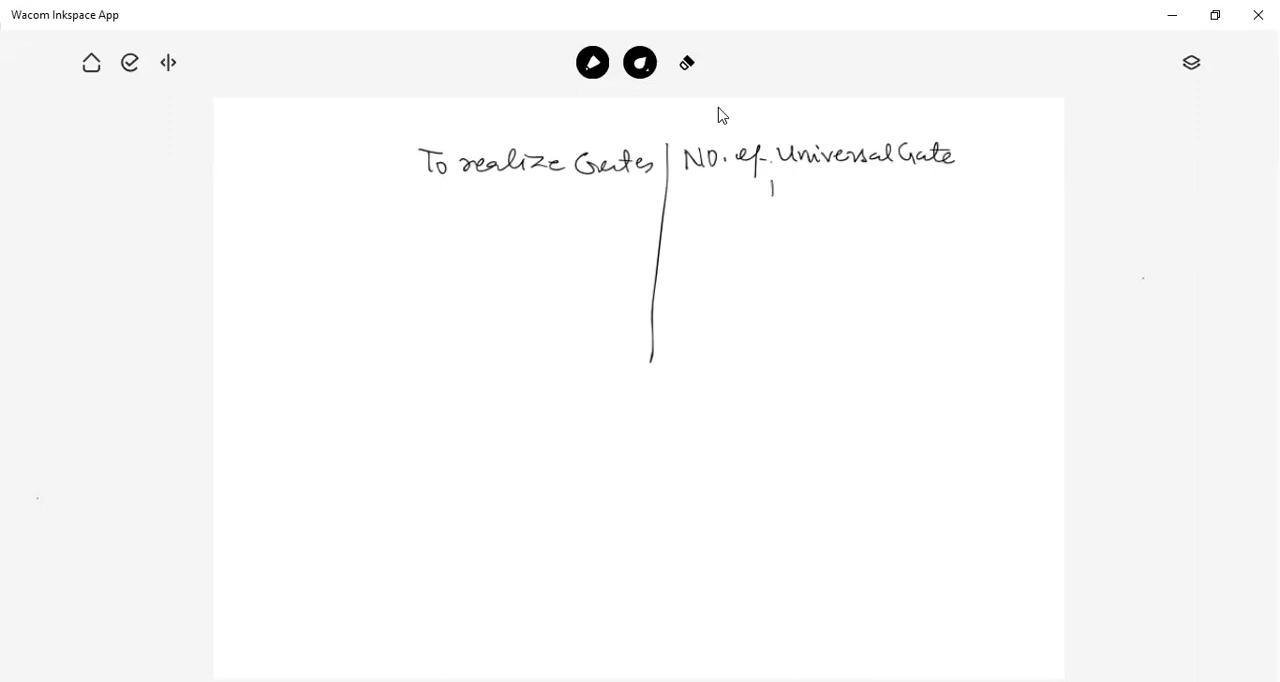 Wacom Inkspace App
To realize Gates | No. of Universal Gate